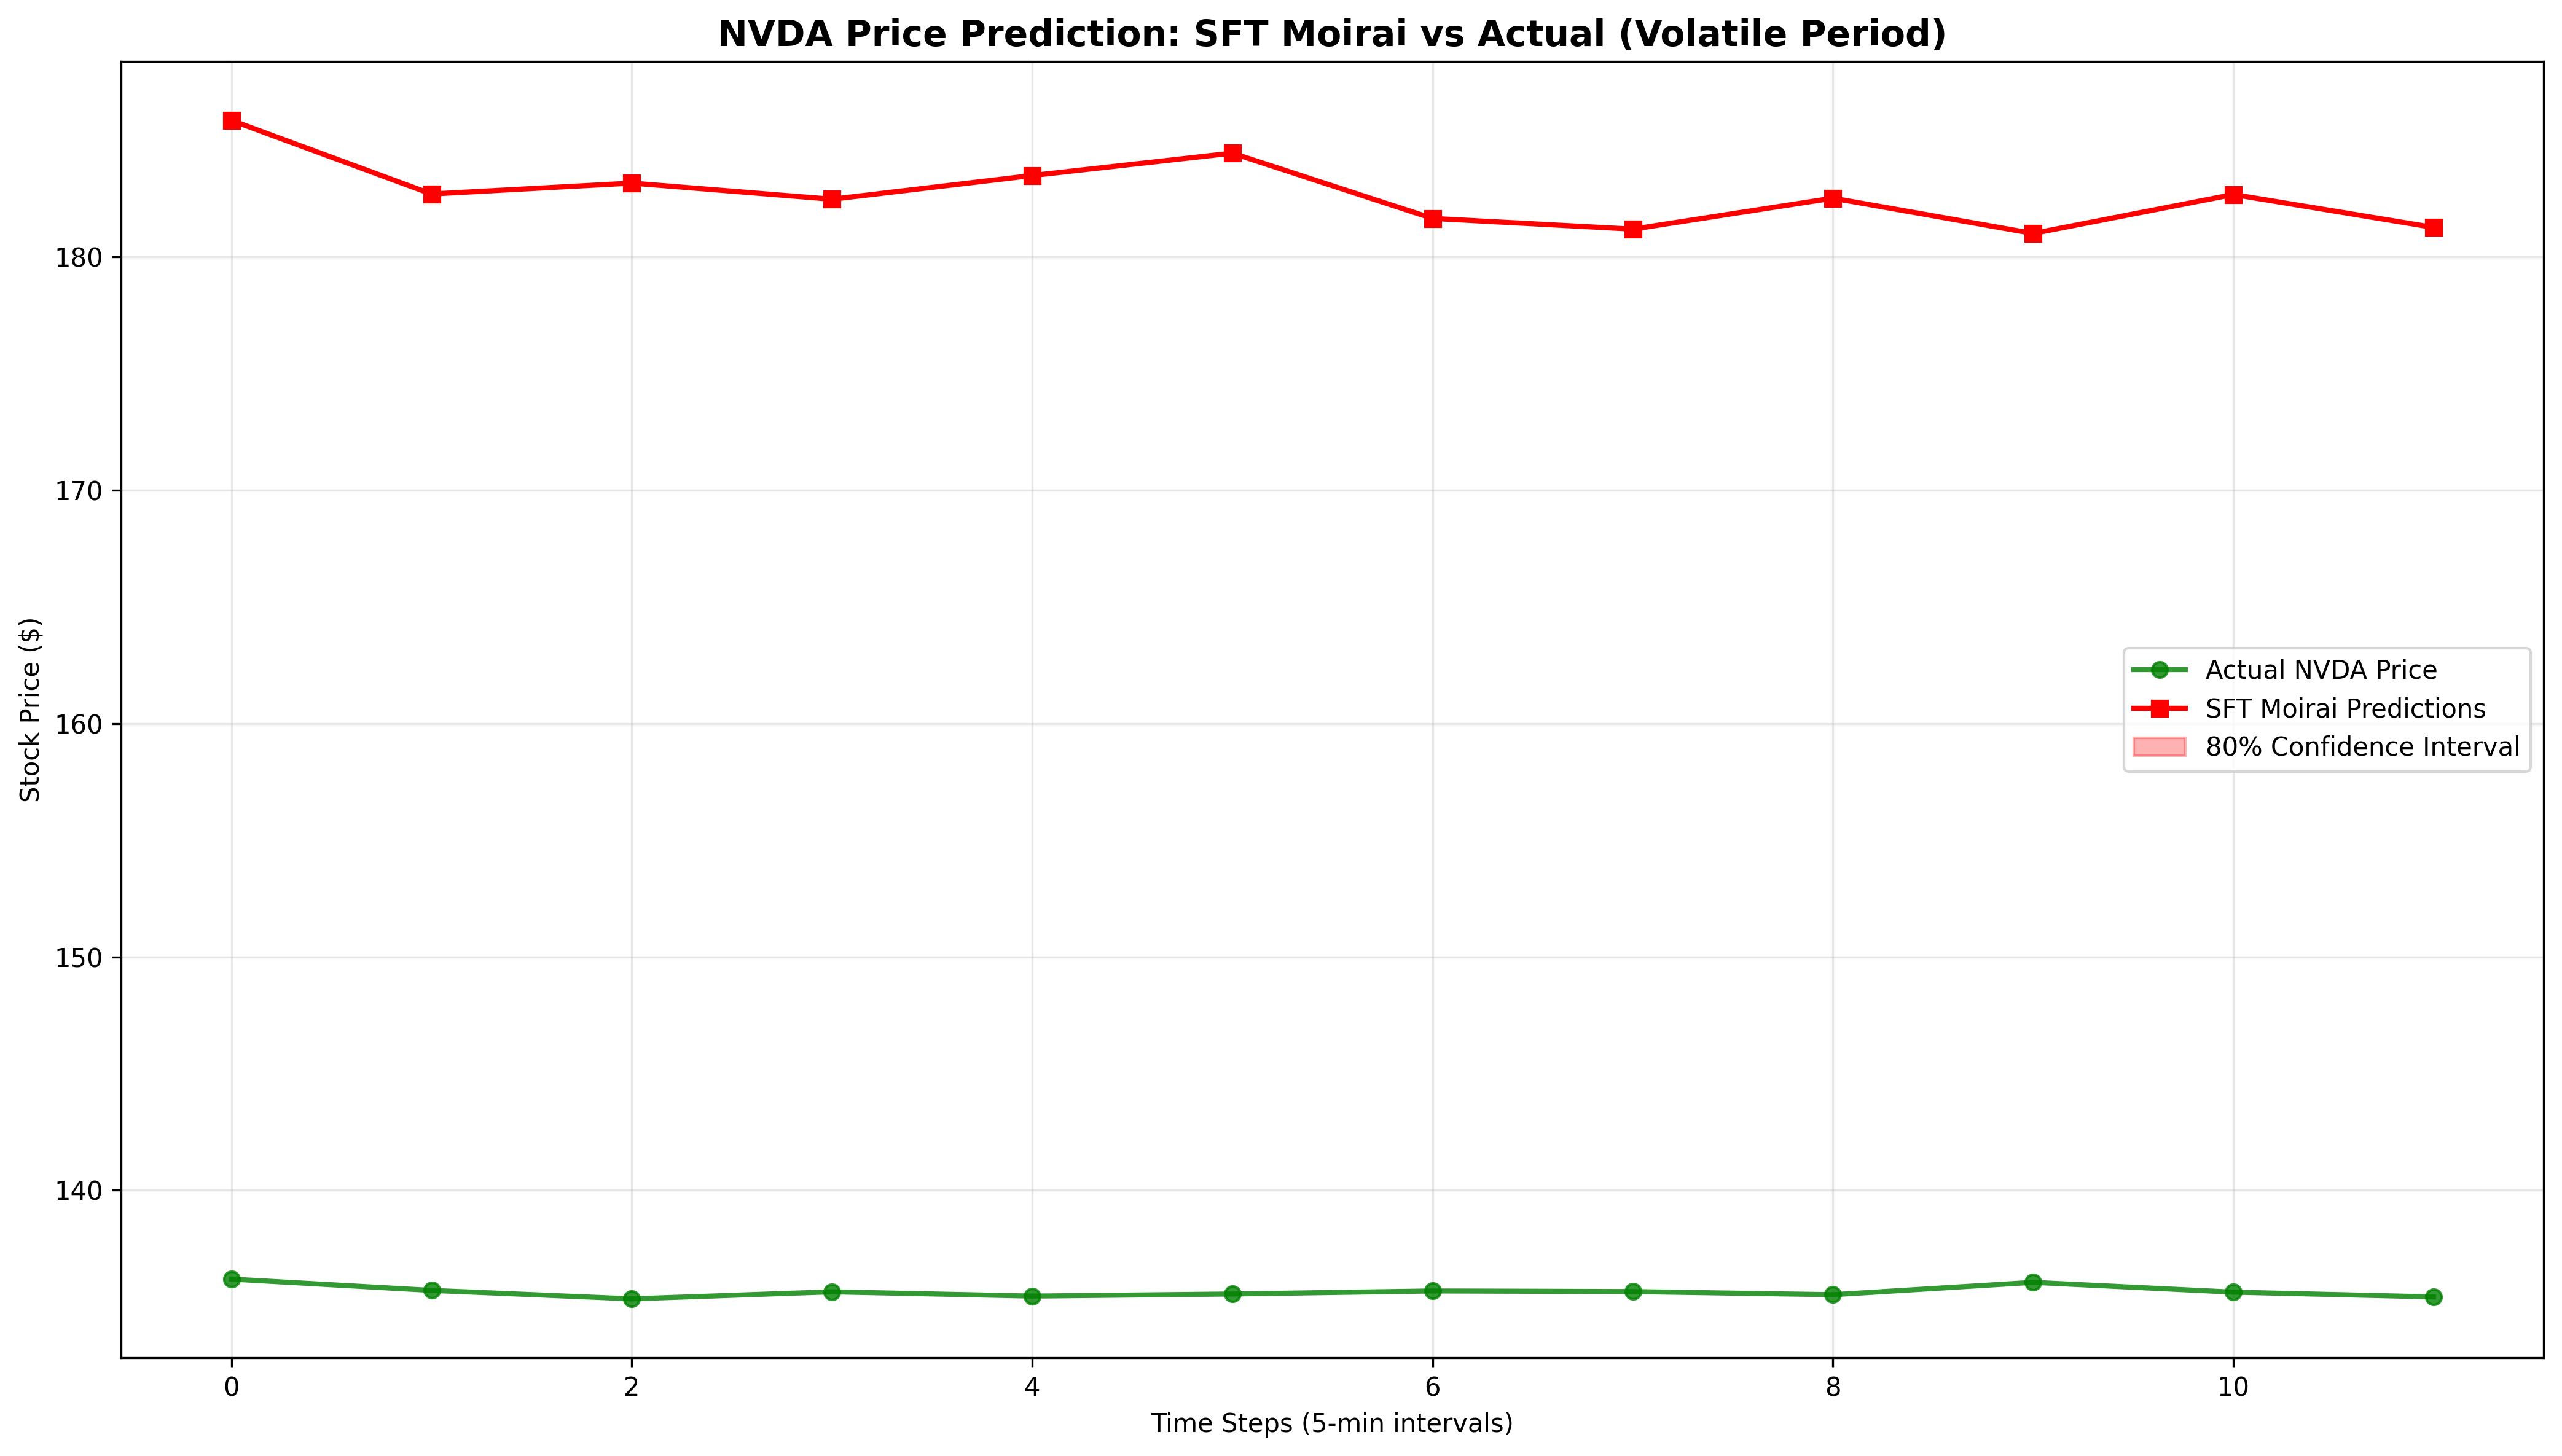 NVDA Price Prediction: SFT Moirai vs Actual (Volatile Period)
Stock Price ($)
180
170
160
150
140
Actual NVDA Price
SFT Moirai Predictions
80% Confidence Interval
0 2 4 6 8 10
Time Steps (5-min intervals)